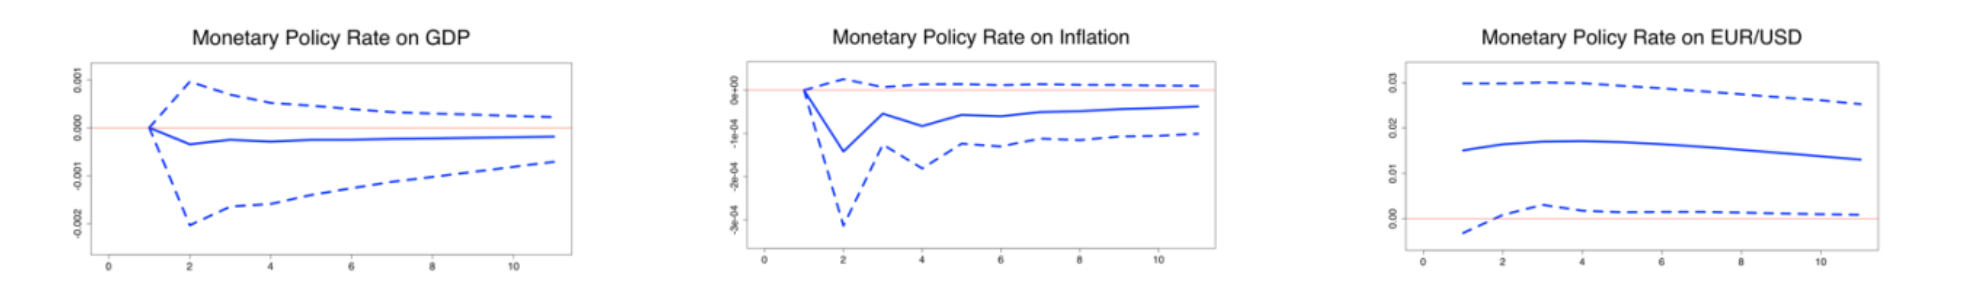 Monetary Policy Rate on GDP
0.001
0.000
-0.001
-0.002
0 2 4 6 8 10
Monetary Policy Rate on Inflation
0e+00
-1e-04
-2e-04
-3e-04
0 2 4 6 8 10
Monetary Policy Rate on EUR/USD
0.03
0.02
0.01
0.00
0 2 4 6 8 10